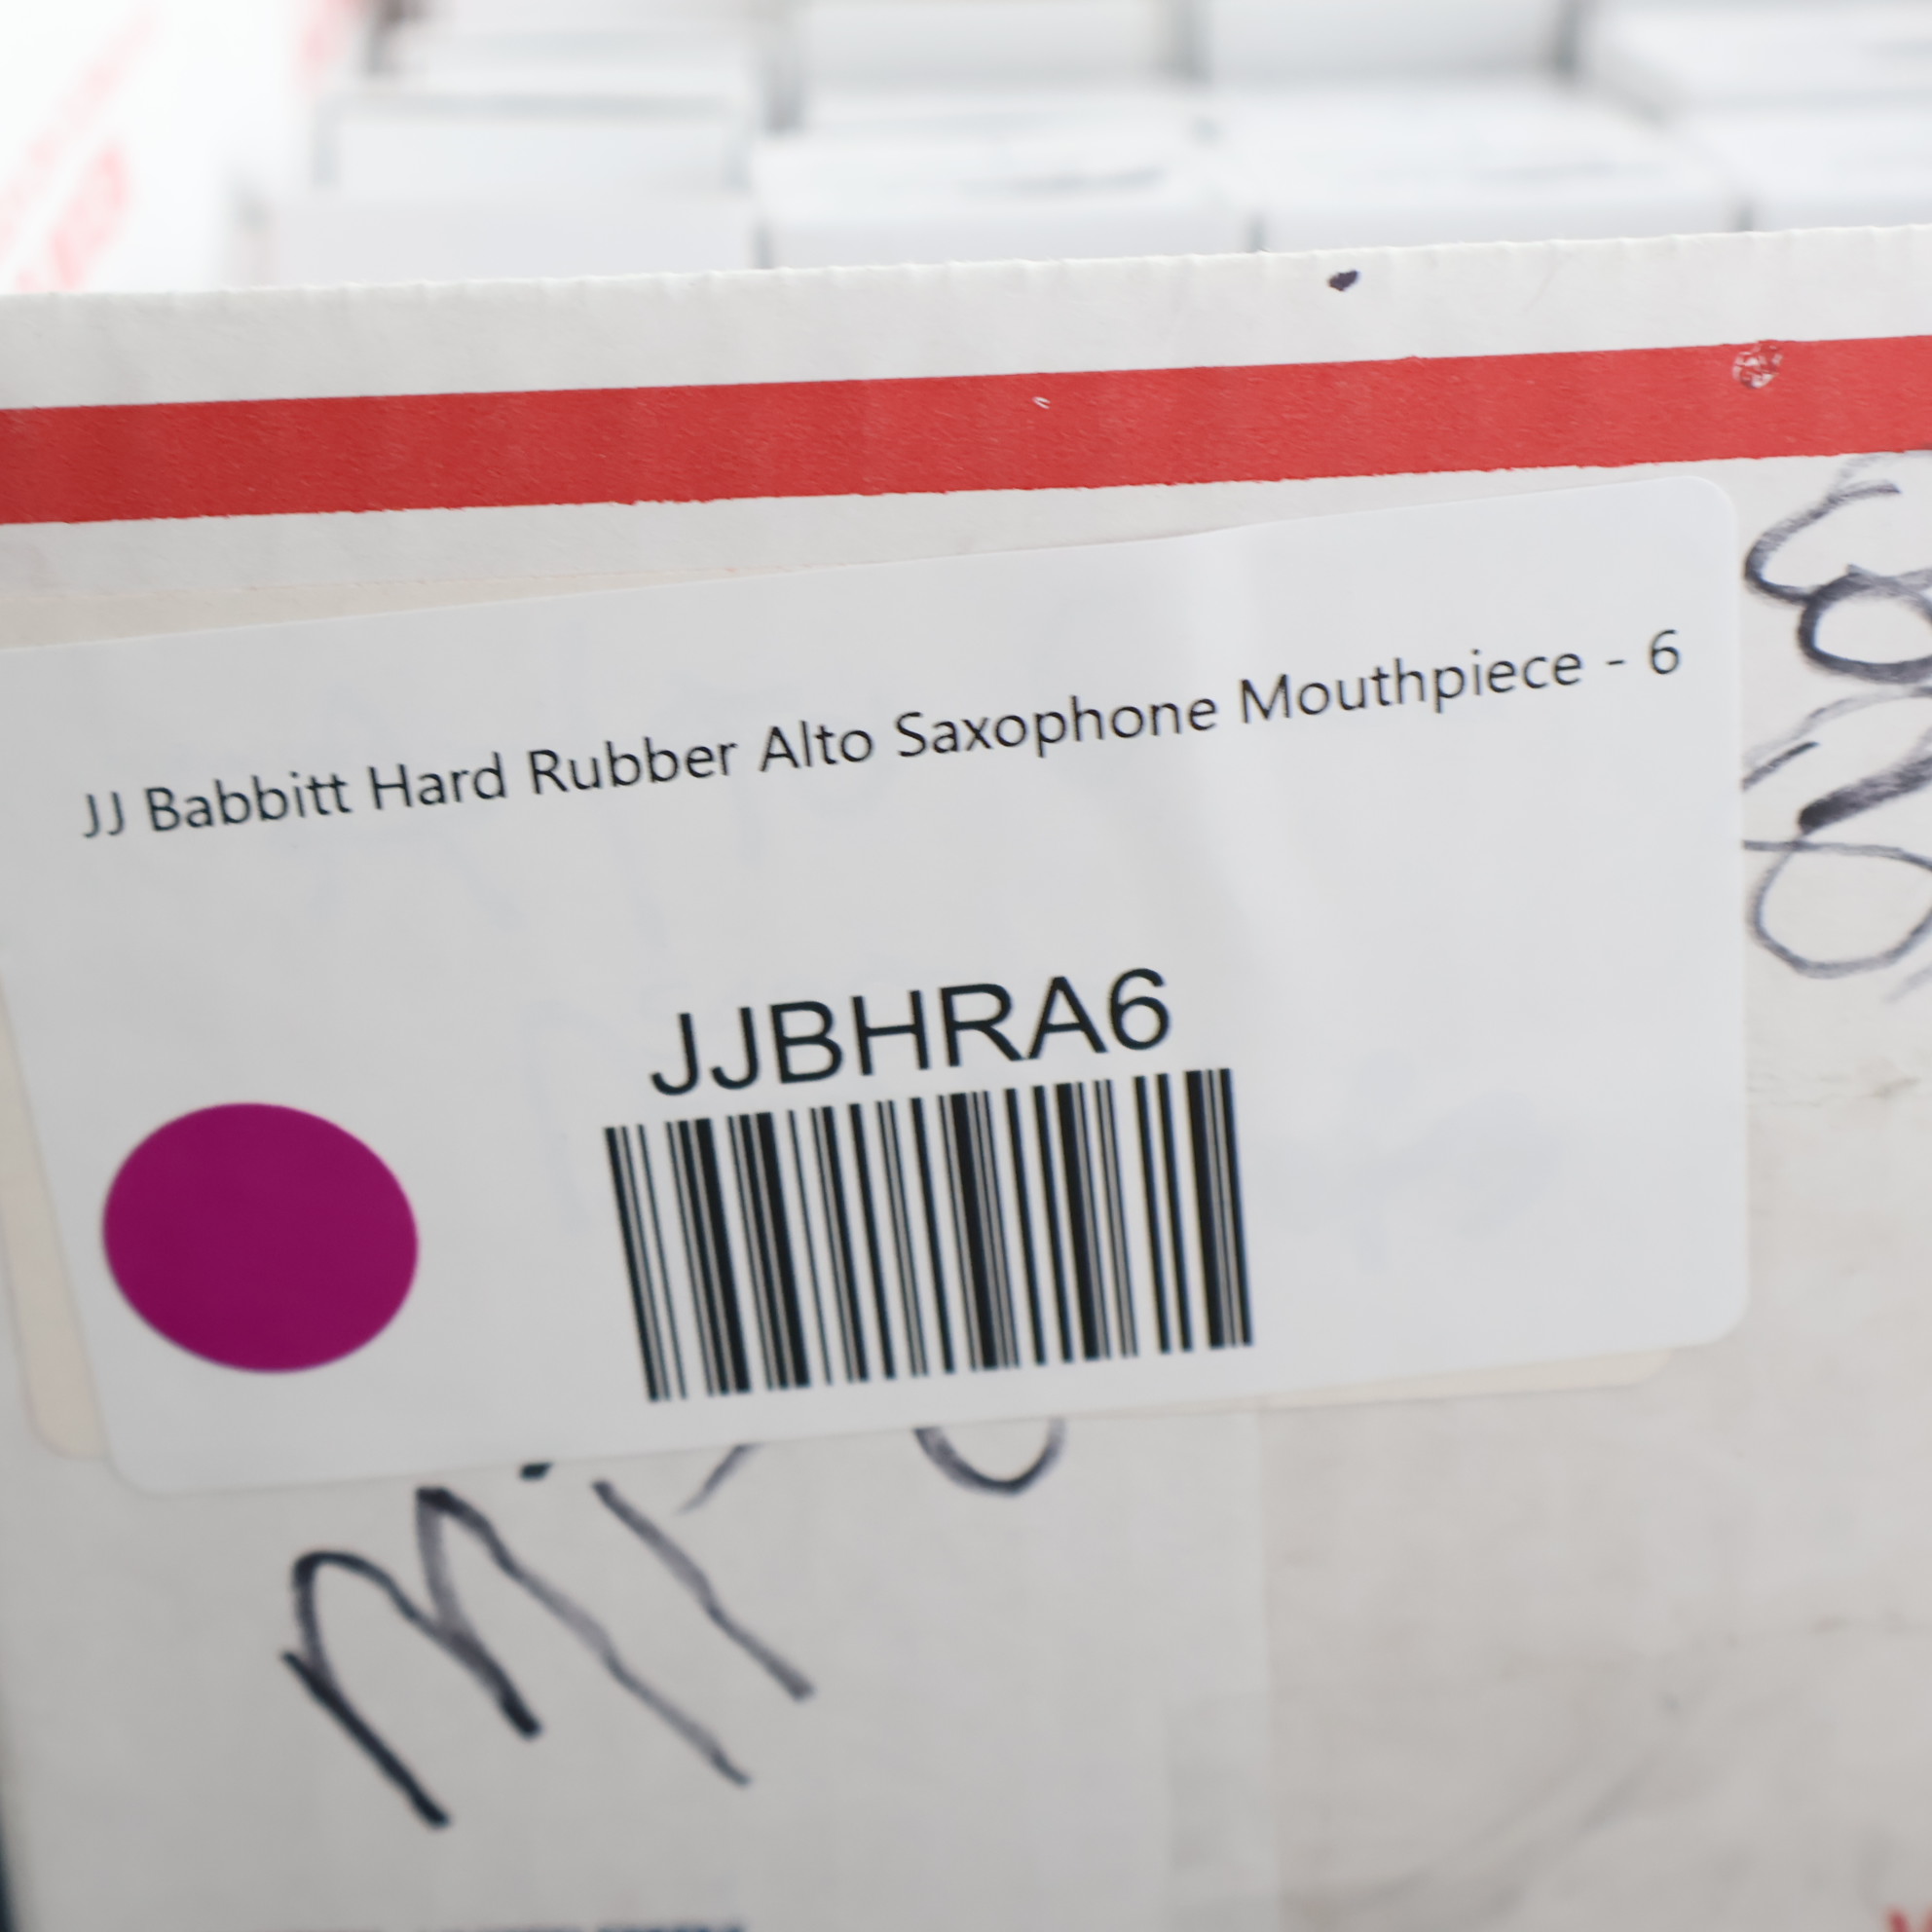 JJ Babbitt Hard Rubber Alto Saxophone Mouthpiece - 6
JJBHRA6